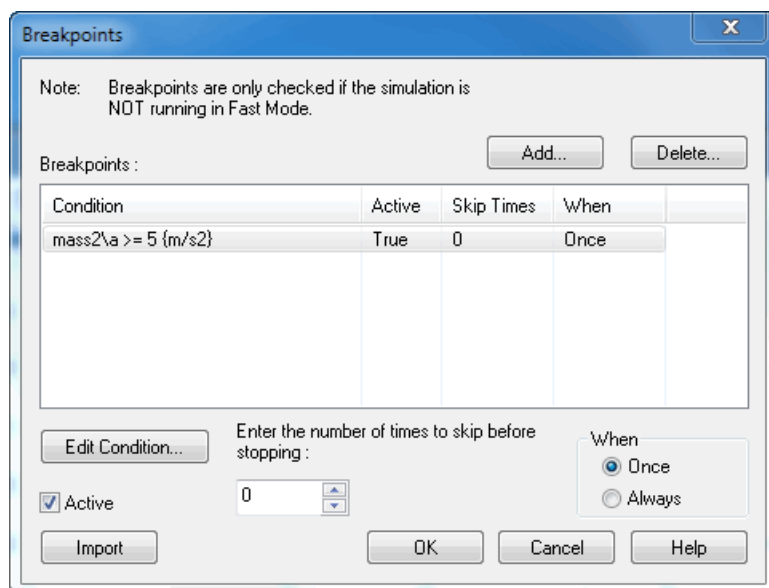 Breakpoints
Note: Breakpoints are only checked if the simulation is
NOT running in Fast Mode.
Add... Delete...
Breakpoints :
Condition Active Skip Times When
mass2\a >= 5 {m/s2} True 0 Once
Edit Condition...
Enter the number of times to skip before
stopping :
When
Once
Active
0
Always
Import OK Cancel Help